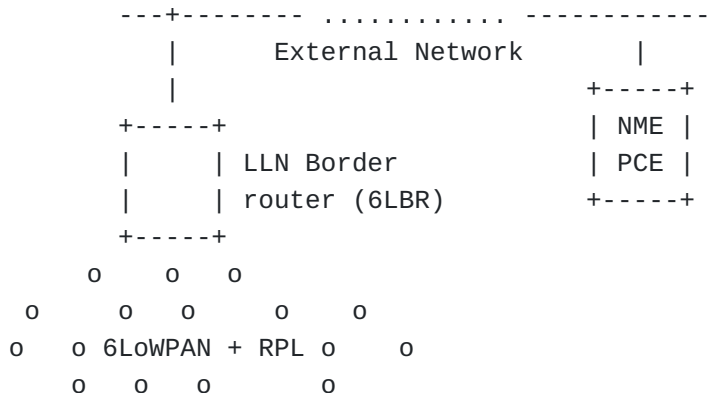 ---+-------- ............ ------------
|      External Network       |
|                          +-----+
+-----+                       | NME |
|     | LLN Border            | PCE |
|     | router (6LBR)         +-----+
+-----+
o    o   o
o     o   o     o    o
o   o 6LoWPAN + RPL o    o
o   o   o       o